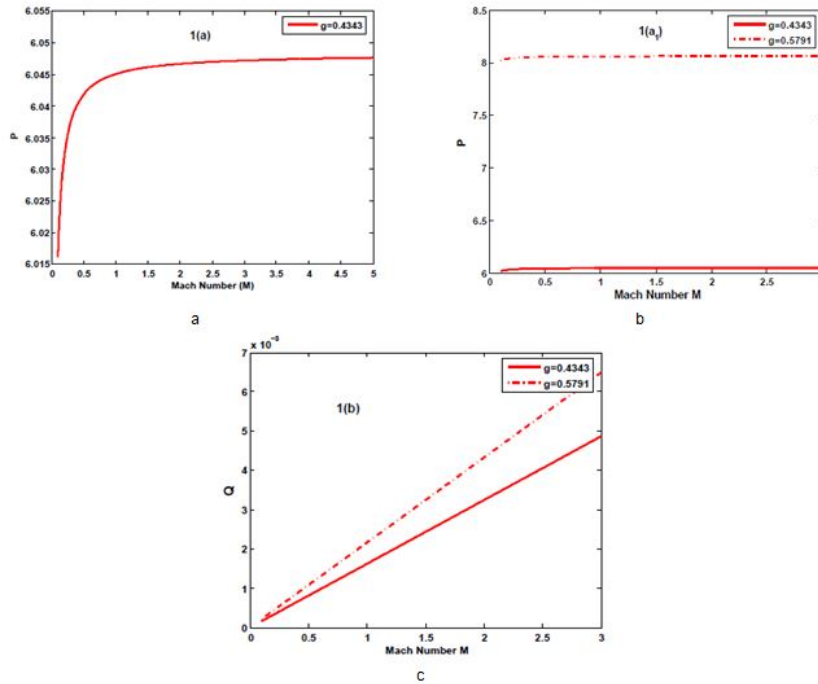 1(a)
g=0.4343
6.055
6.05
6.045
6.04
6.035
6.03
6.025
6.02
6.015
P
0 0.5 1 1.5 2 2.5 3 3.5 4 4.5 5
Mach Number (M)
a
1(a1)
g=0.4343
g=0.5791
8.5
8
7.5
7
6.5
6
P
0 0.5 1 1.5 2 2.5
Mach Number M
b
x 10⁻⁵
1(b)
g=0.4343
g=0.5791
7
6
5
4
3
2
1
0
Q
0 0.5 1 1.5 2 2.5 3
Mach Number M
c